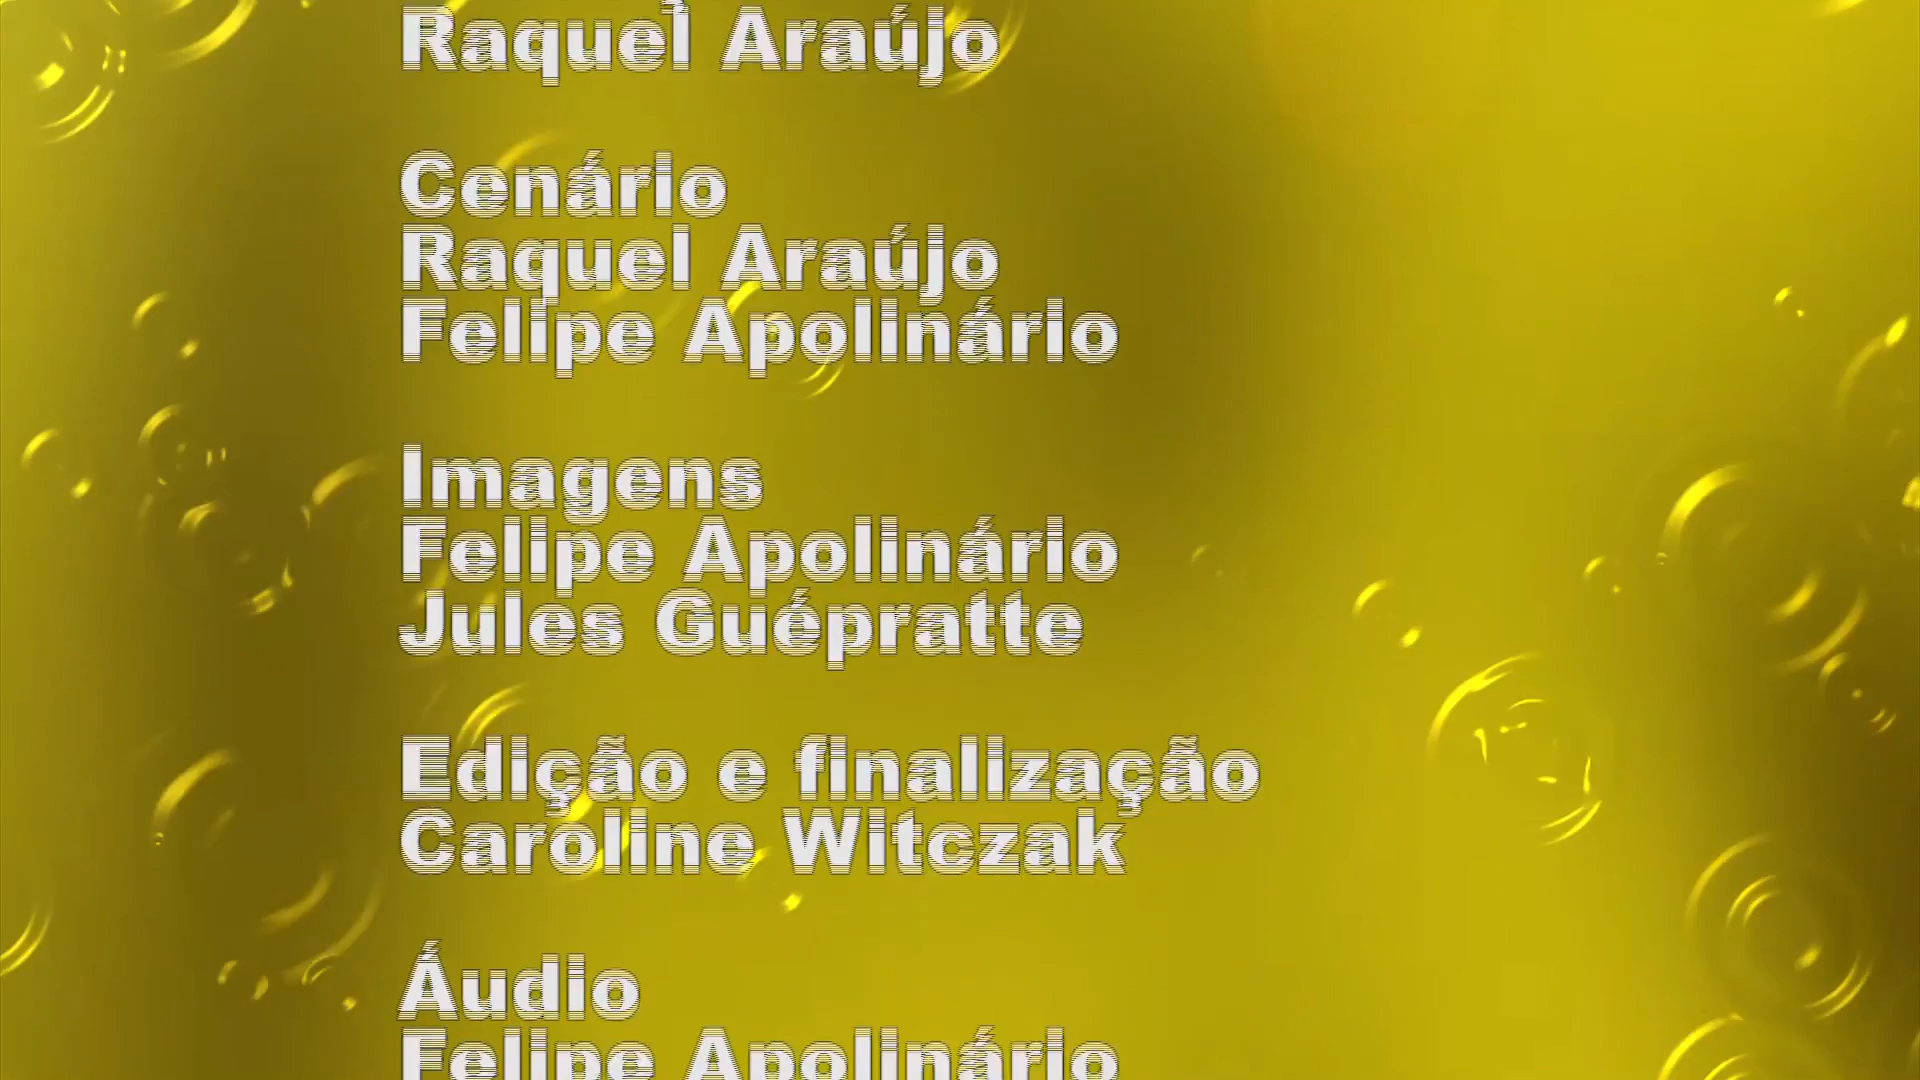 Raquel Araújo
Cenário
Raquel Araújo
Felipe Apolinário
Imagens
Felipe Apolinário
Jules Guépratte
Edição e finalização
Caroline Witczak
Áudio
Felipe Apolinário